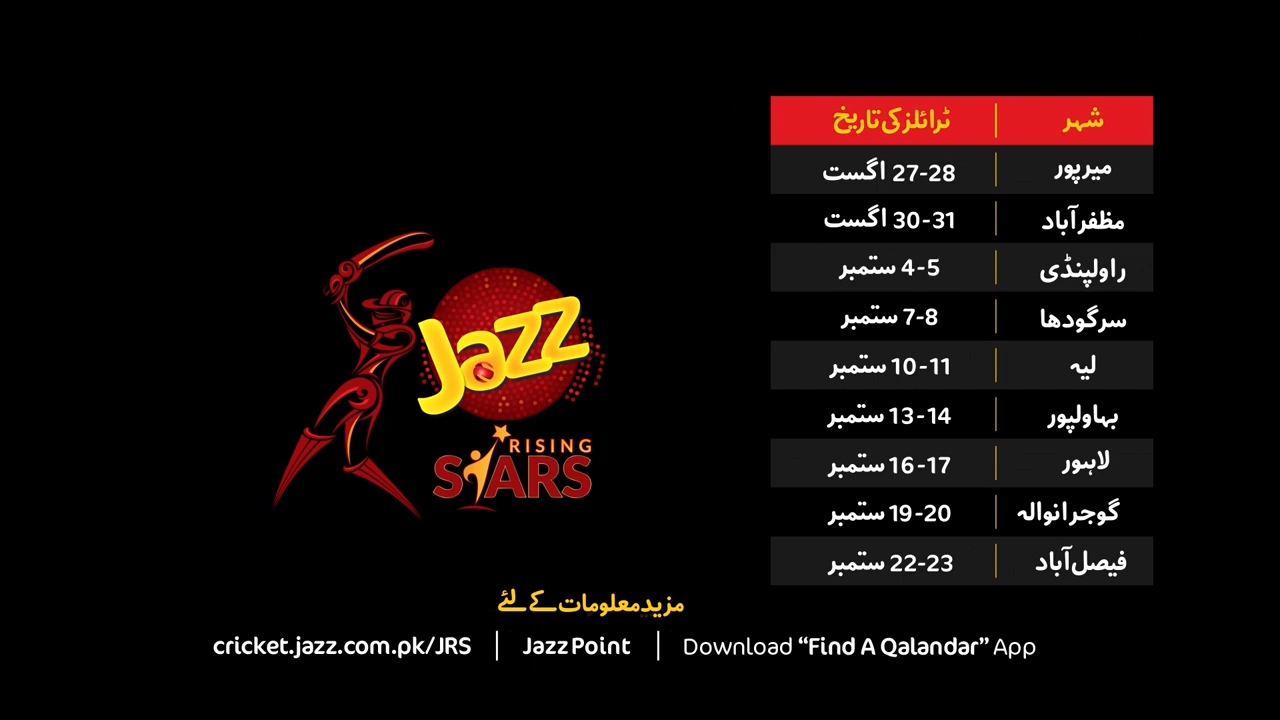 شہر | ٹرائلز کی تاریخ
میرپور | 27-28 اگست
مظفرآباد | 30-31 اگست
راولپنڈی | 4-5 ستمبر
سرگودھا | 7-8 ستمبر
لیہ | 10-11 ستمبر
بہاولپور | 13-14 ستمبر
لاہور | 16-17 ستمبر
گوجرانوالہ | 19-20 ستمبر
فیصل آباد | 22-23 ستمبر
Jazz
RISING
STARS
مزید معلومات کے لئے
cricket.jazz.com.pk/JRS | Jazz Point | Download “Find A Qalandar” App